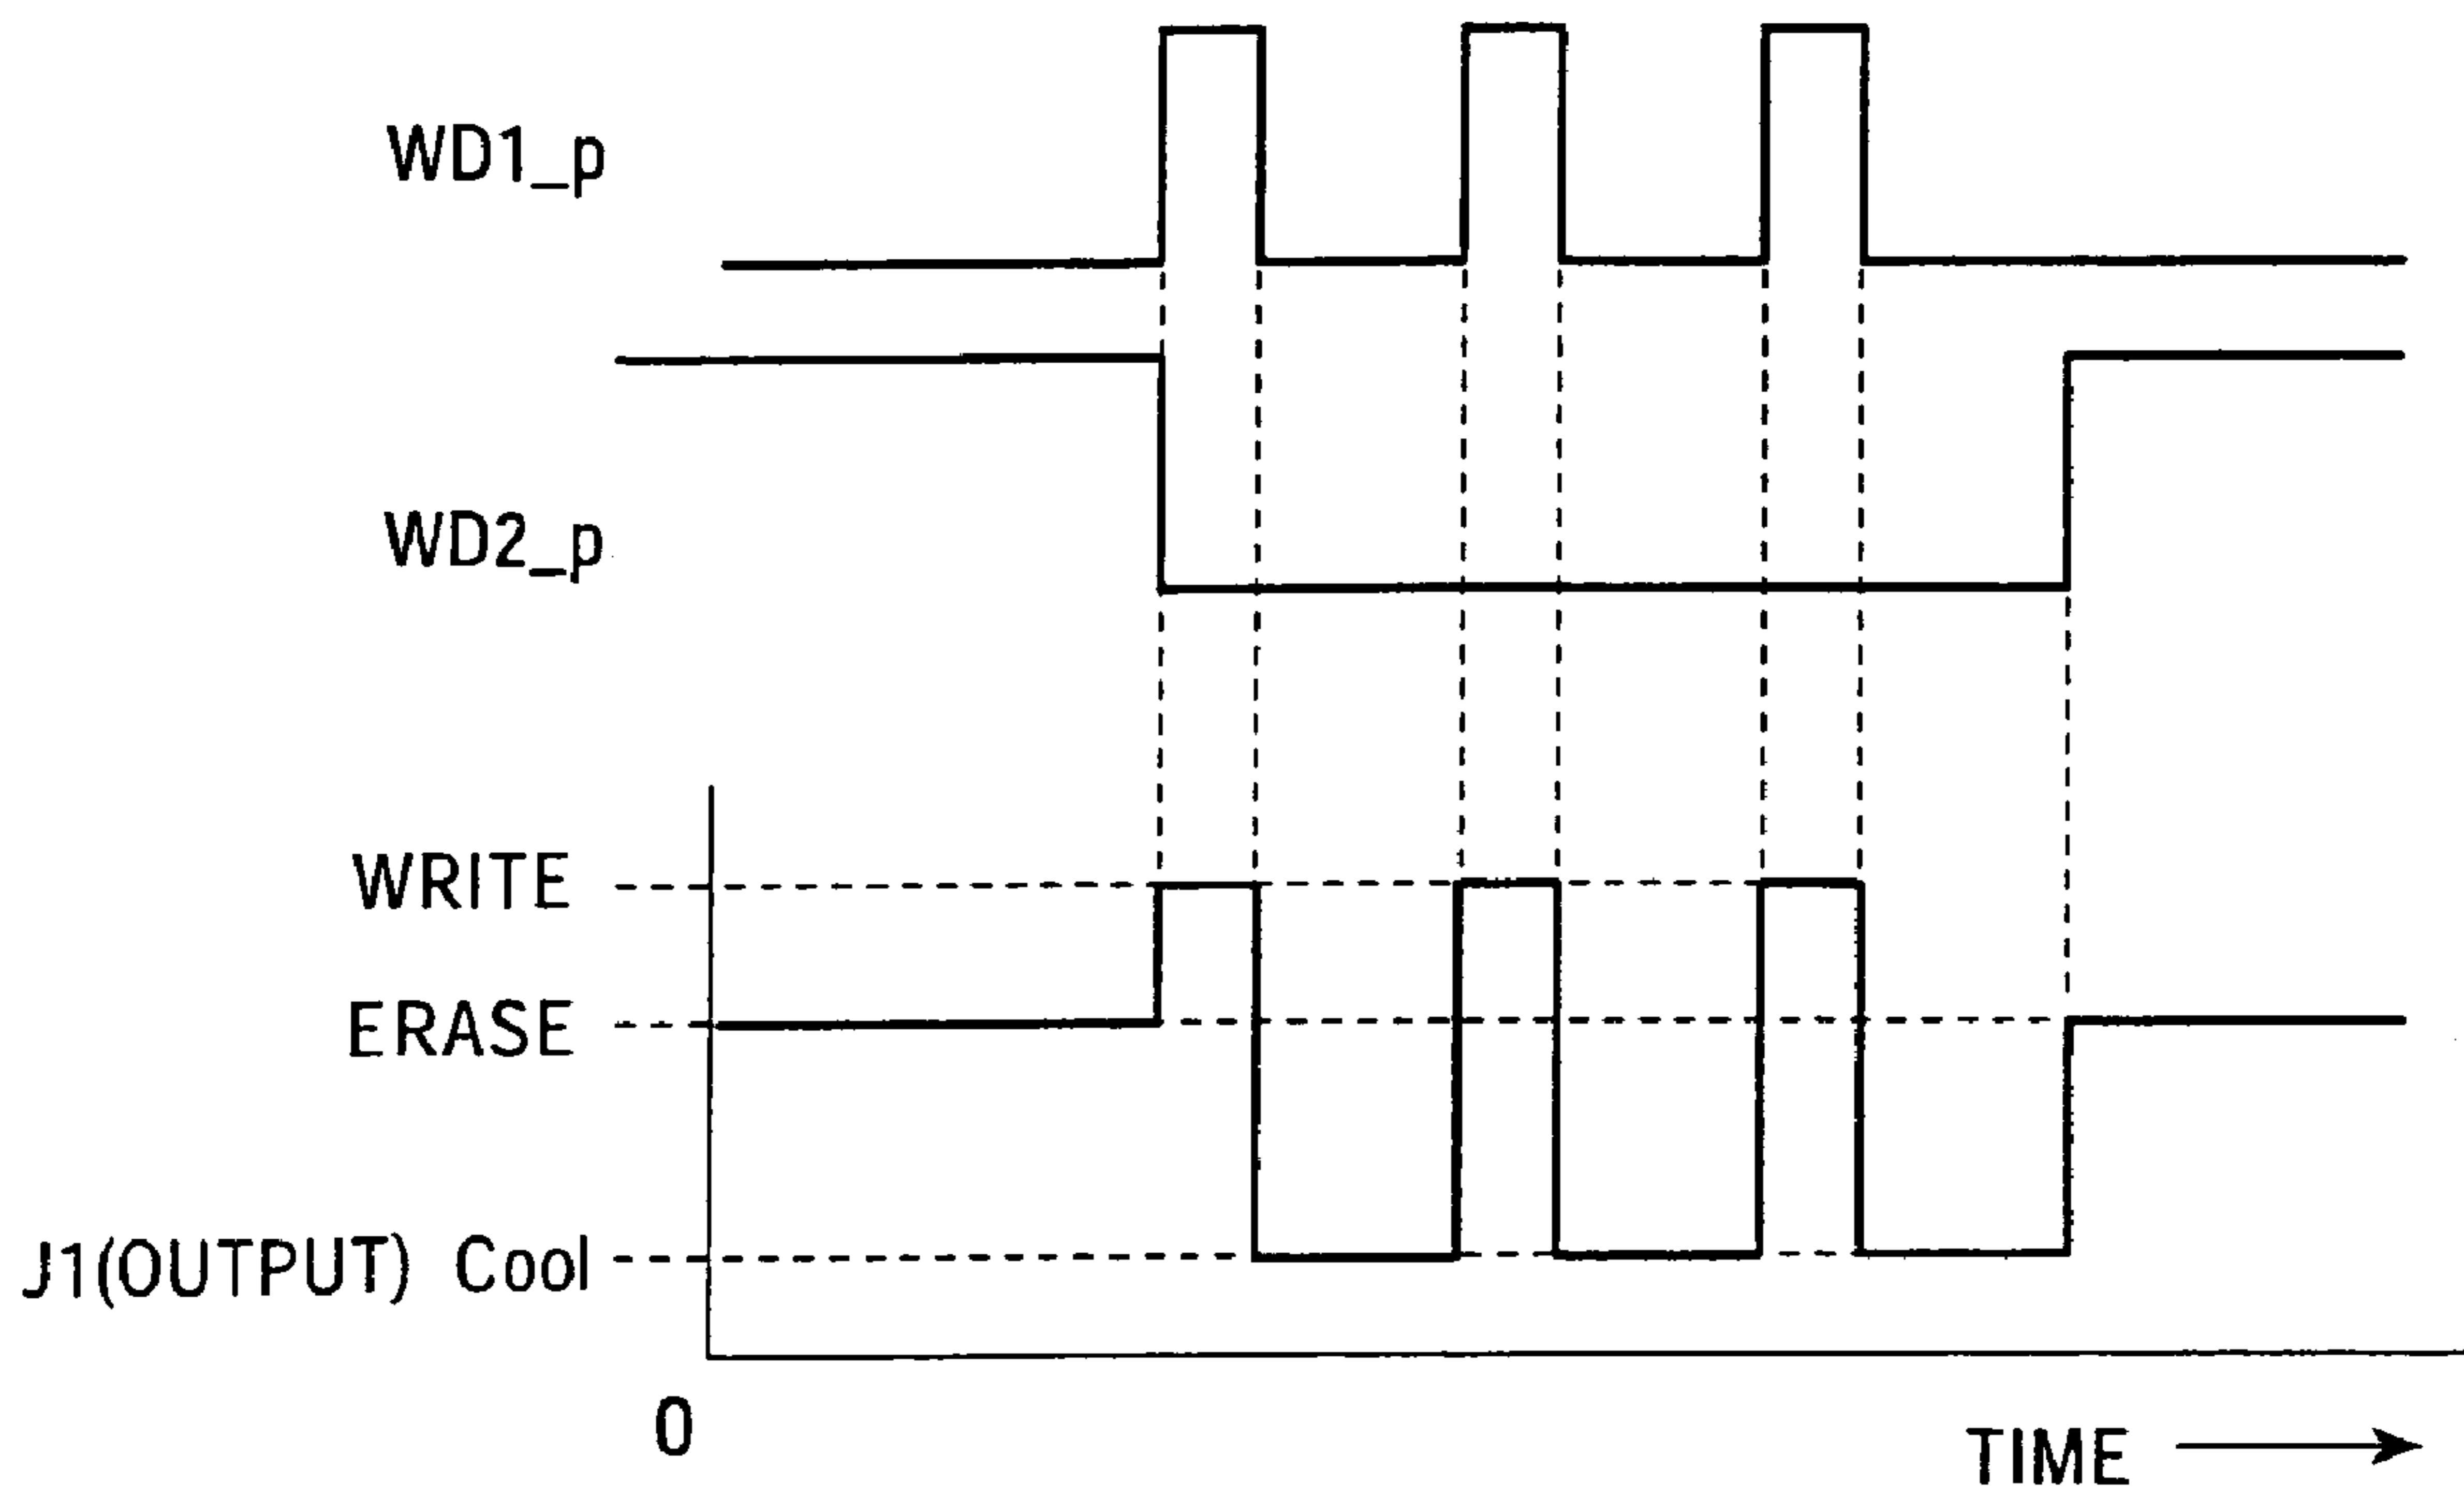 WD1_p
WD2_p
WRITE
ERASE
J1(OUTPUT) Cool
0
TIME